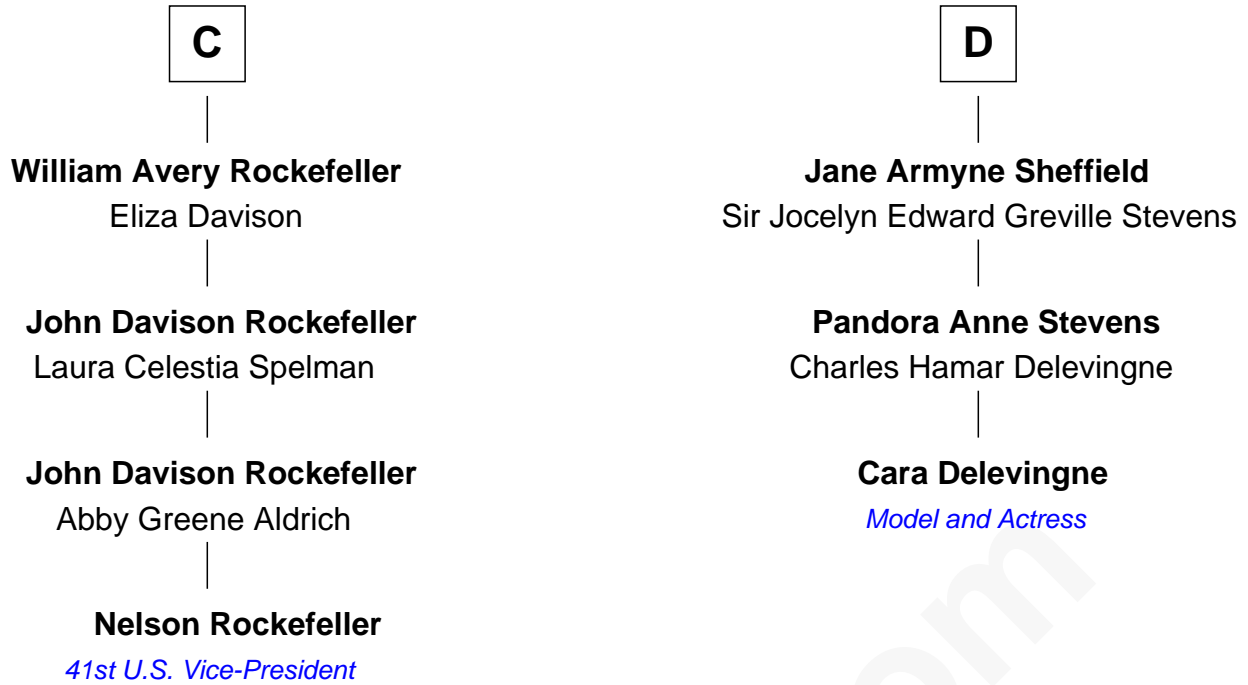 C
William Avery Rockefeller
Eliza Davison
John Davison Rockefeller
Laura Celestia Spelman
John Davison Rockefeller
Abby Greene Aldrich
Nelson Rockefeller
41st U.S. Vice-President
D
Jane Armyne Sheffield
Sir Jocelyn Edward Greville Stevens
Pandora Anne Stevens
Charles Hamar Delevingne
Cara Delevingne
Model and Actress
om